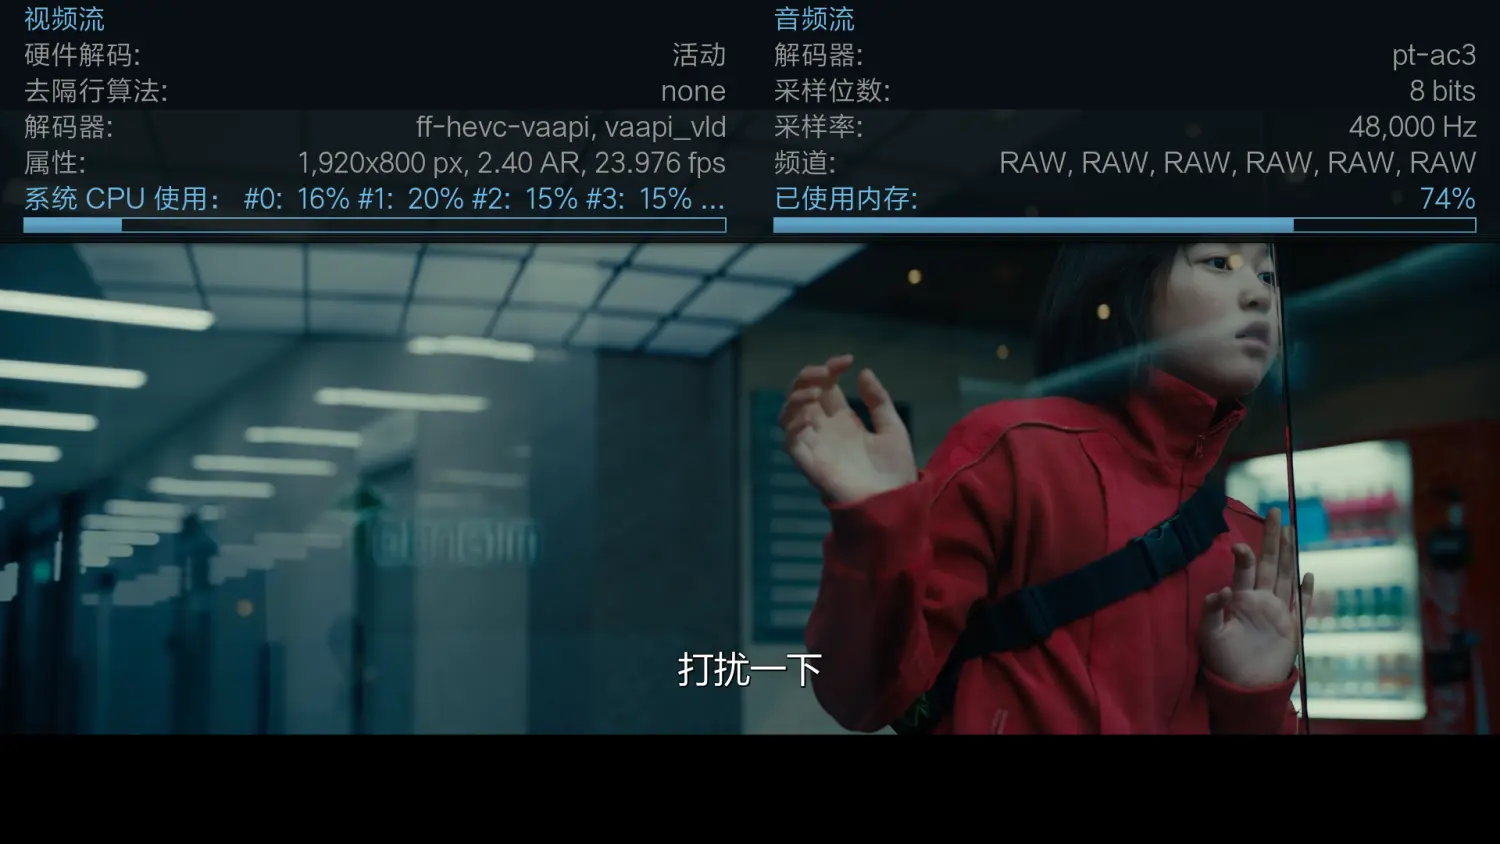 视频流
硬件解码: 活动
去隔行算法: none
解码器: ff-hevc-vaapi, vaapi_vld
属性: 1,920x800 px, 2.40 AR, 23.976 fps
系统 CPU 使用： #0: 16% #1: 20% #2: 15% #3: 15% ...
音频流
解码器: pt-ac3
采样位数: 8 bits
采样率: 48,000 Hz
频道: RAW, RAW, RAW, RAW, RAW, RAW
已使用内存: 74%
打扰一下